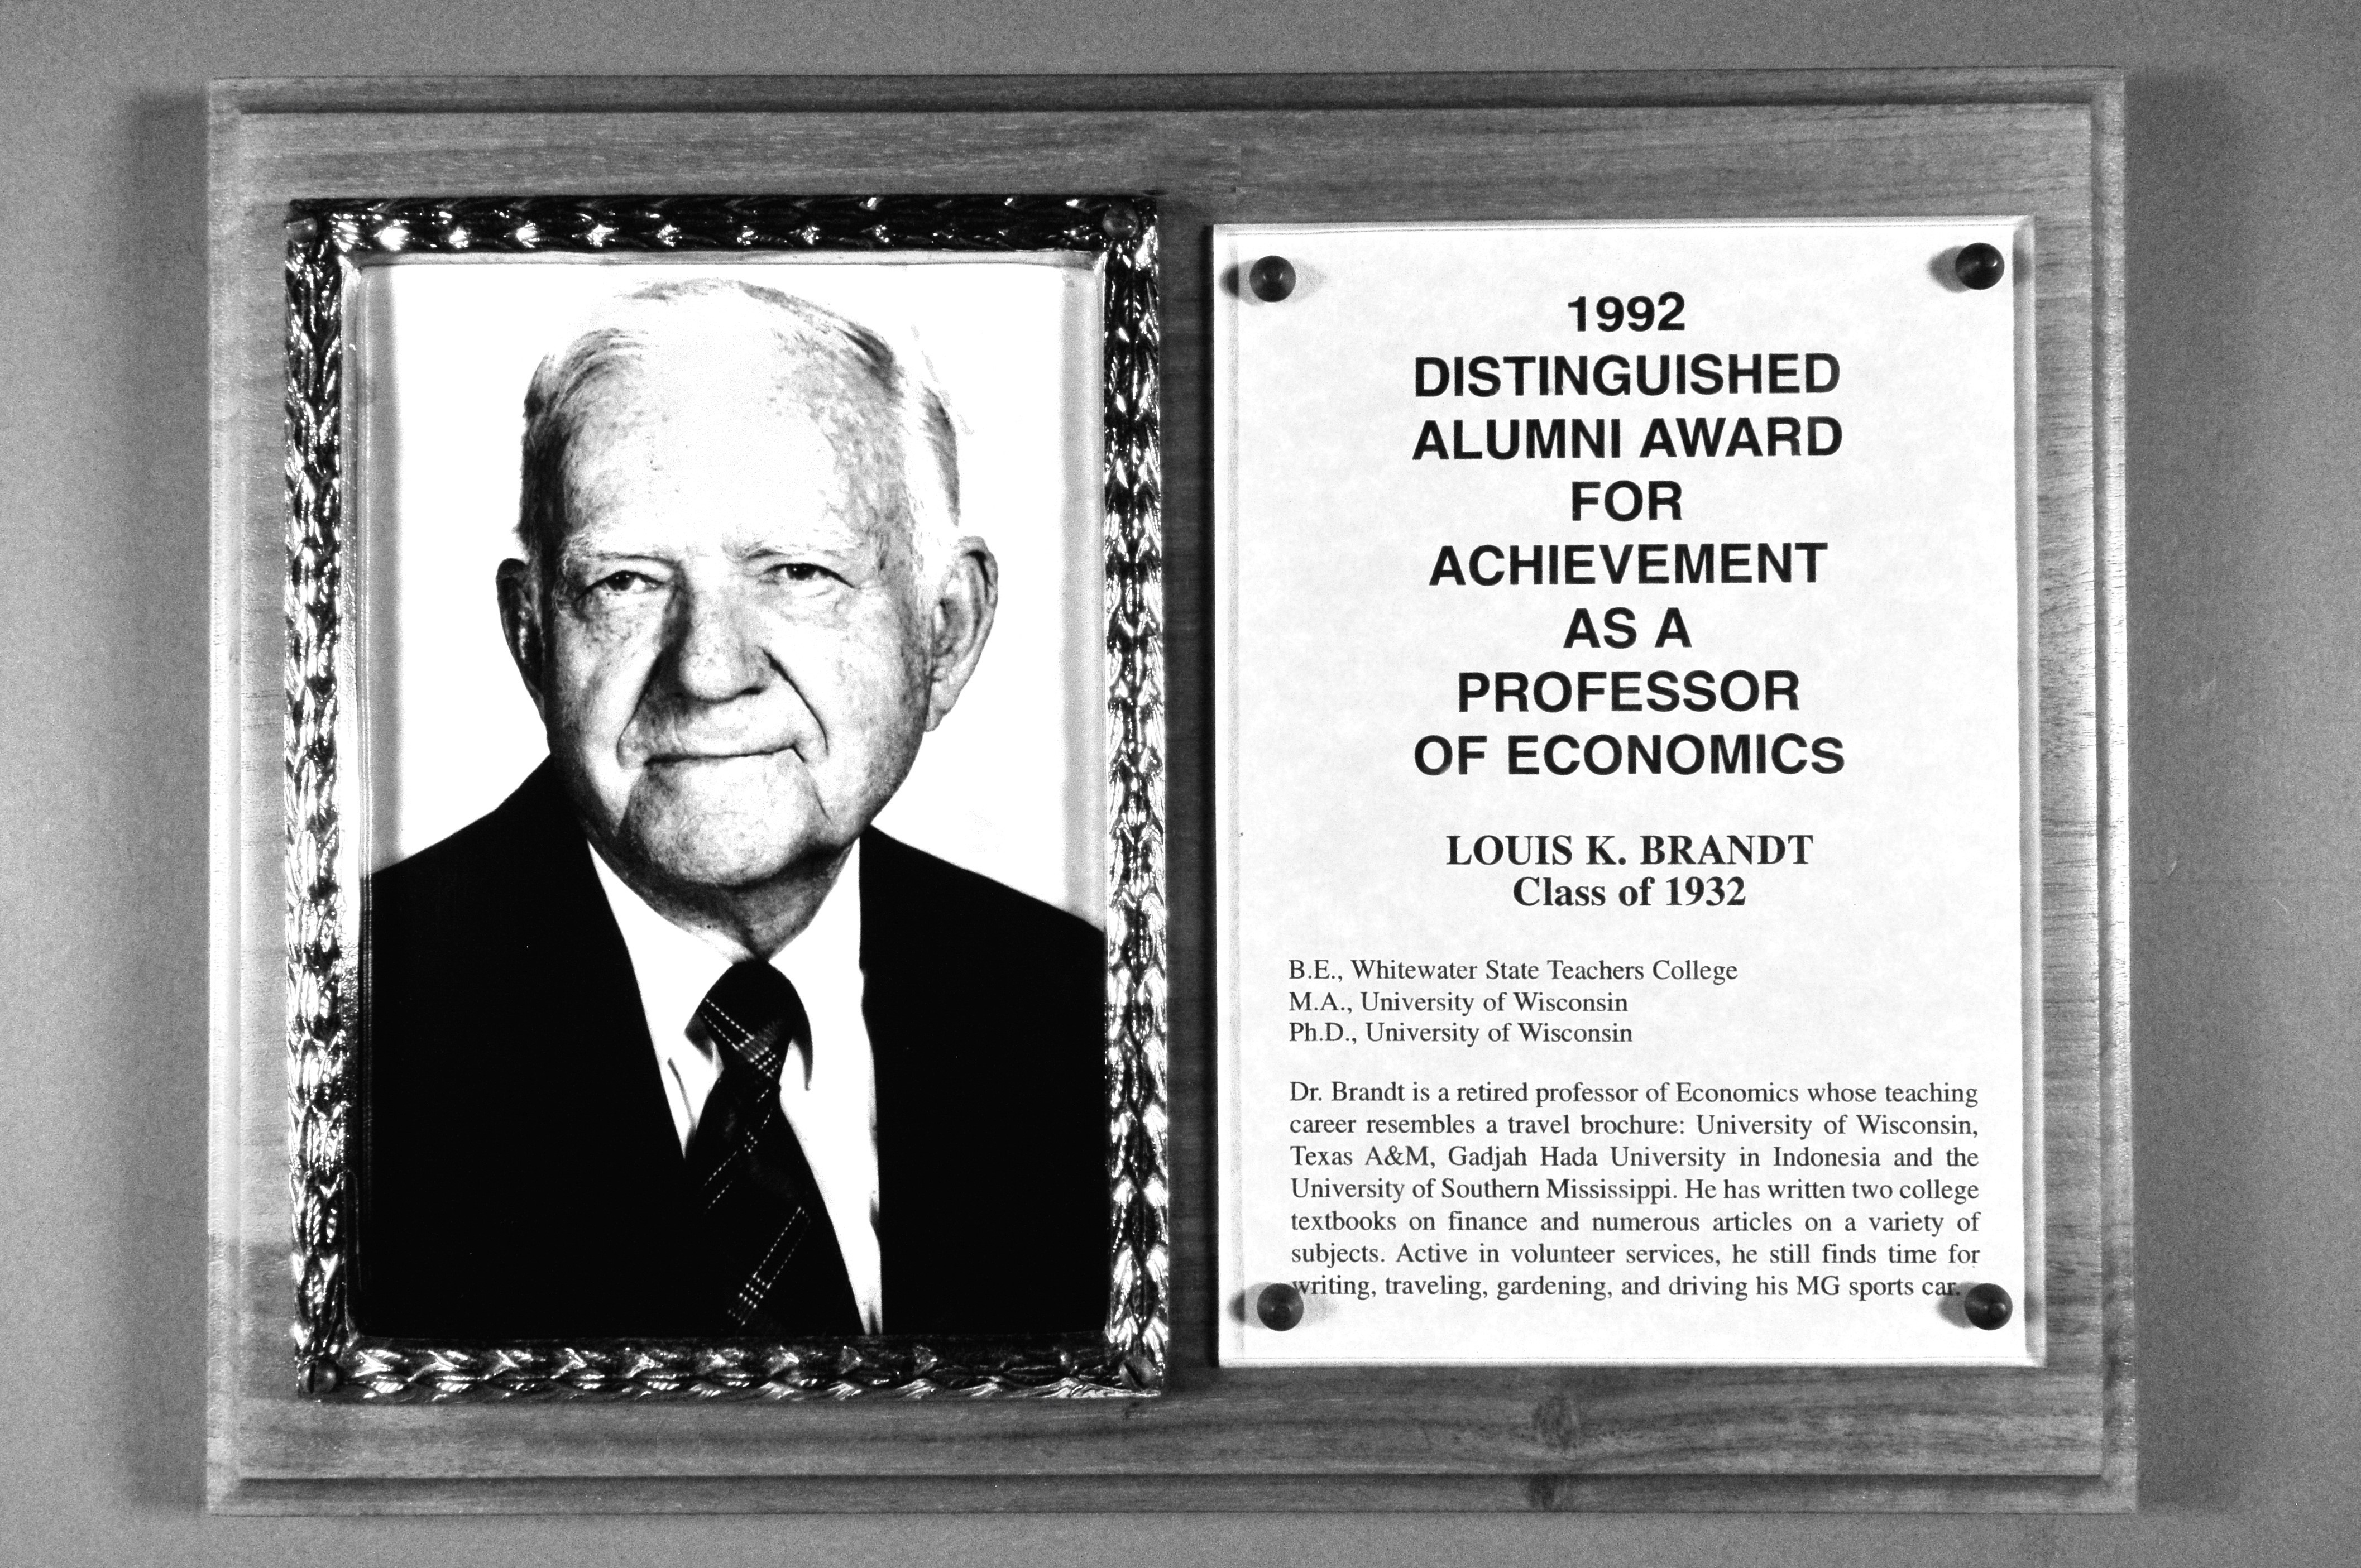 1992
DISTINGUISHED
ALUMNI AWARD
FOR
ACHIEVEMENT
AS A
PROFESSOR
OF ECONOMICS
LOUIS K. BRANDT
Class of 1932
B.E., Whitewater State Teachers College
M.A., University of Wisconsin
Ph.D., University of Wisconsin
Dr. Brandt is a retired professor of Economics whose teaching
career resembles a travel brochure: University of Wisconsin,
Texas A&M, Gadjah Hada University in Indonesia and the
University of Southern Mississippi. He has written two college
textbooks on finance and numerous articles on a variety of
subjects. Active in volunteer services, he still finds time for
writing, traveling, gardening, and driving his MG sports car.